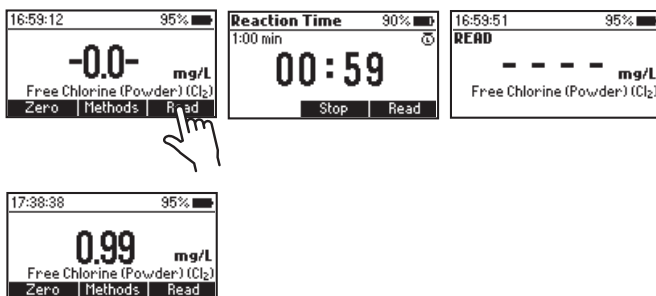 16:59:12 95%
-0.0- mg/L
Free Chlorine (Powder) (Cl₂)
Zero Methods Read
Reaction Time 90%
1:00 min
00:59
Stop Read
16:59:51 95%
READ
- - - - mg/L
Free Chlorine (Powder) (Cl₂)
17:38:38 95%
0.99 mg/L
Free Chlorine (Powder) (Cl₂)
Zero Methods Read